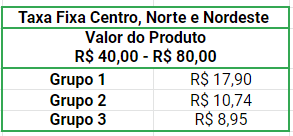 Taxa Fixa Centro, Norte e Nordeste
Valor do Produto
R$ 40,00 - R$ 80,00
Grupo 1 R$ 17,90
Grupo 2 R$ 10,74
Grupo 3 R$ 8,95